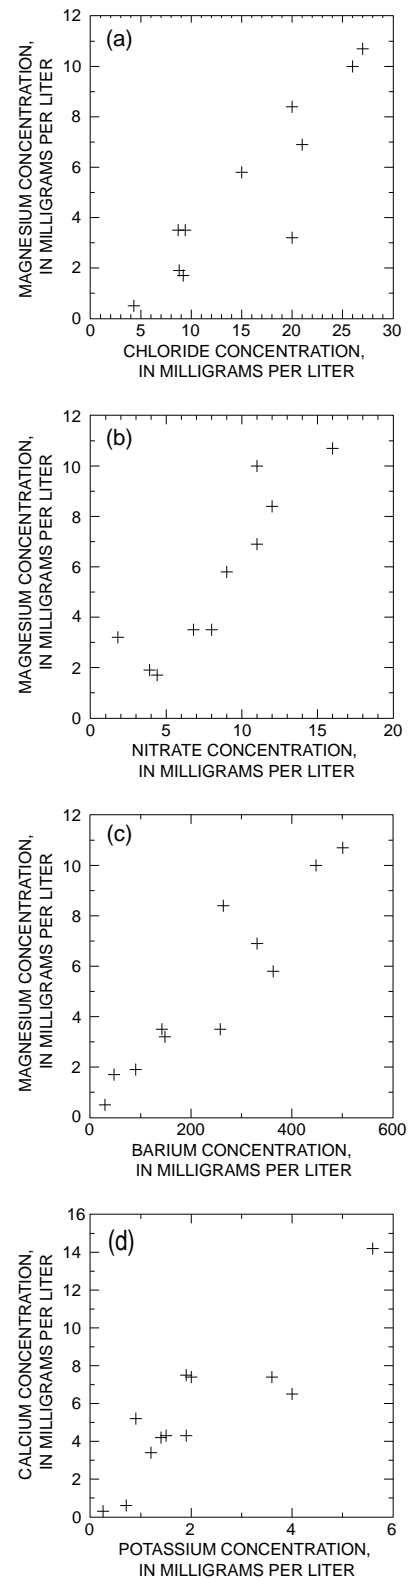 (a)
12
10
8
6
4
2
0
MAGNESIUM CONCENTRATION,
IN MILLIGRAMS PER LITER
0 5 10 15 20 25 30
CHLORIDE CONCENTRATION,
IN MILLIGRAMS PER LITER
(b)
12
10
8
6
4
2
0
MAGNESIUM CONCENTRATION,
IN MILLIGRAMS PER LITER
0 5 10 15 20
NITRATE CONCENTRATION,
IN MILLIGRAMS PER LITER
(c)
12
10
8
6
4
2
0
MAGNESIUM CONCENTRATION,
IN MILLIGRAMS PER LITER
0 200 400 600
BARIUM CONCENTRATION,
IN MILLIGRAMS PER LITER
(d)
16
14
12
10
8
6
4
2
0
CALCIUM CONCENTRATION,
IN MILLIGRAMS PER LITER
0 2 4 6
POTASSIUM CONCENTRATION,
IN MILLIGRAMS PER LITER